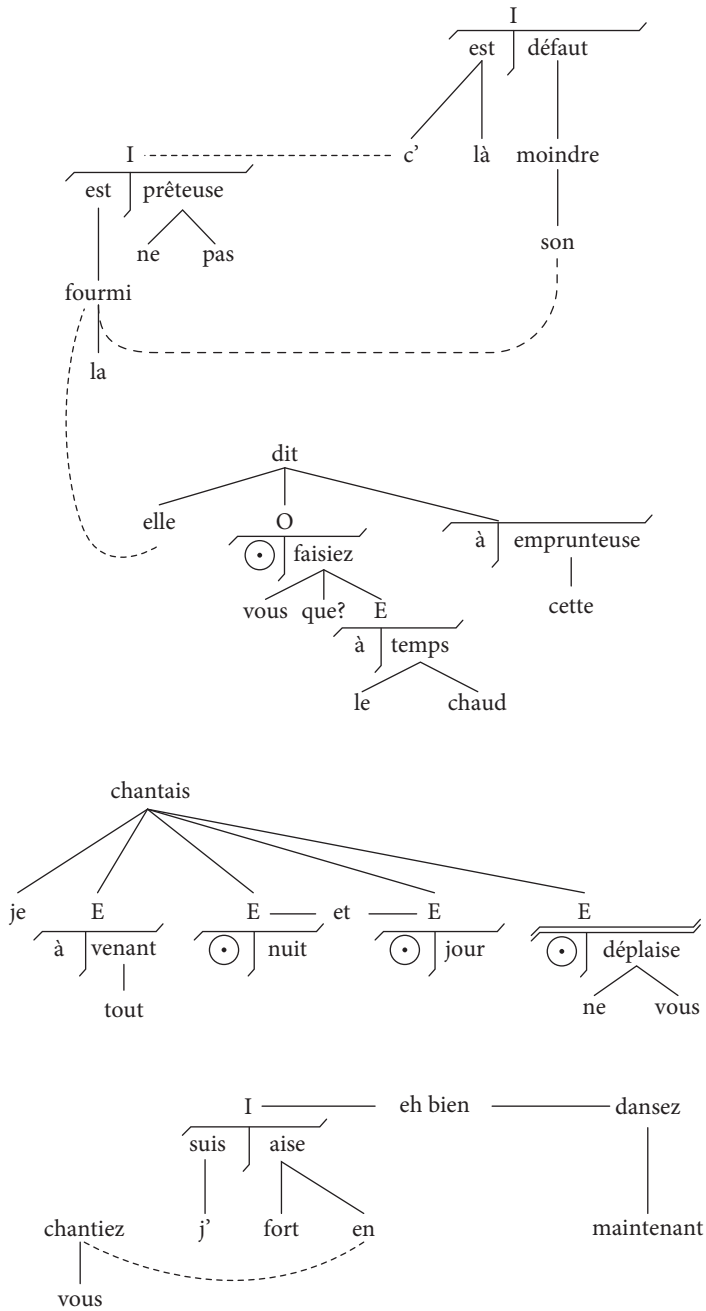 I
est défaut
I c' là moindre
est prêteuse
ne pas son
fourmi
la
dit
elle O
à emprunteuse
faisiez
vous que? E cette
à temps
le chaud
chantais
je E E et E E
à venant nuit jour déplaise
tout ne vous
I eh bien dansez
suis aise
chantiez j' fort en maintenant
vous